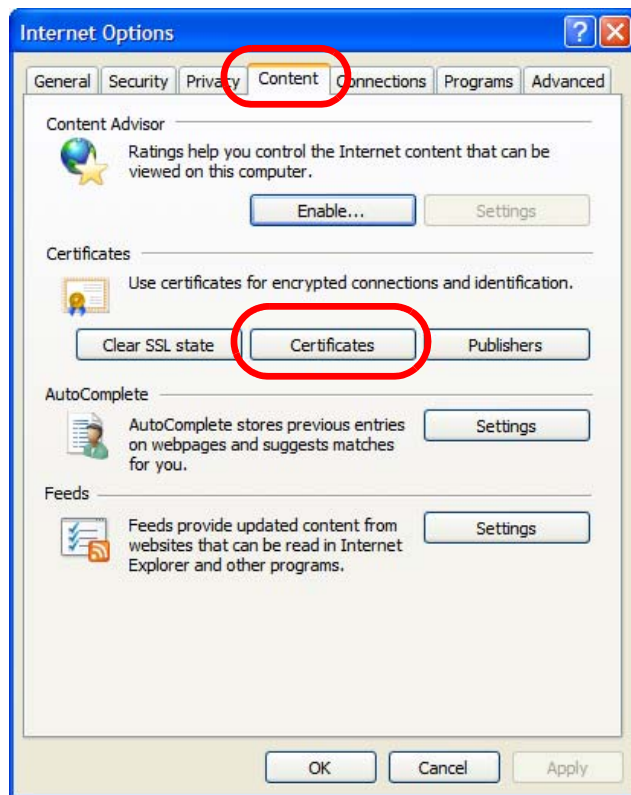 Internet Options
General Security Privacy Content Connections Programs Advanced
Content Advisor
Ratings help you control the Internet content that can be
viewed on this computer.
Enable... Settings
Certificates
Use certificates for encrypted connections and identification.
Clear SSL state Certificates Publishers
AutoComplete
AutoComplete stores previous entries
on webpages and suggests matches
for you.
Settings
Feeds
Feeds provide updated content from
websites that can be read in Internet
Explorer and other programs.
Settings
OK Cancel Apply